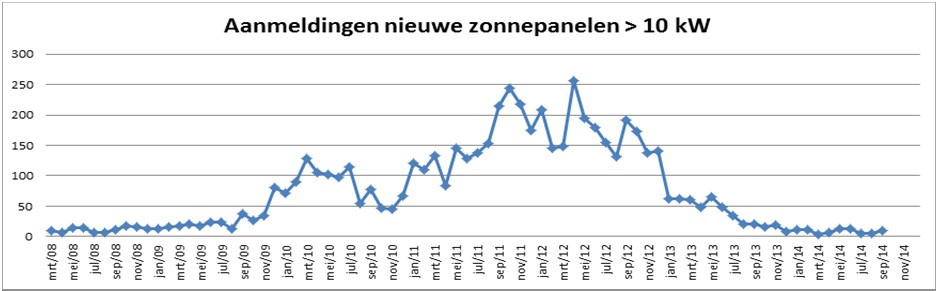 Aanmeldingen nieuwe zonnepanelen > 10 kW
300
250
200
150
100
50
0
mrt/08
mei/08
jul/08
sep/08
nov/08
jan/09
mrt/09
mei/09
jul/09
sep/09
nov/09
jan/10
mrt/10
mei/10
jul/10
sep/10
nov/10
jan/11
mrt/11
mei/11
jul/11
sep/11
nov/11
jan/12
mrt/12
mei/12
jul/12
sep/12
nov/12
jan/13
mrt/13
mei/13
jul/13
sep/13
nov/13
jan/14
mrt/14
mei/14
jul/14
sep/14
nov/14